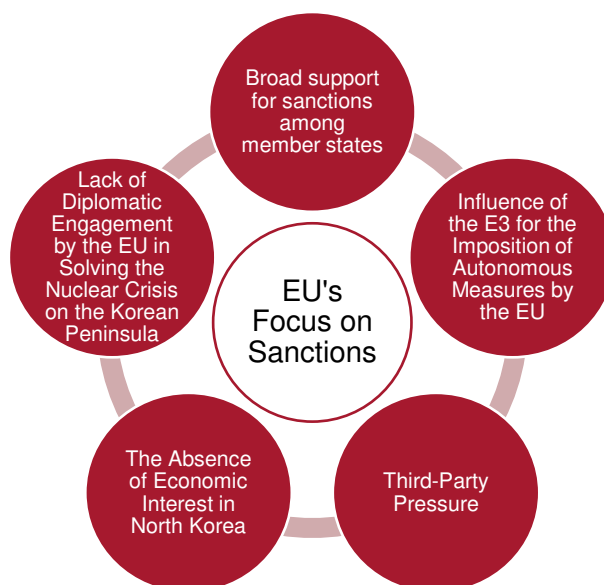 Broad support
for sanctions
among
member states
Influence of
the E3 for the
Imposition of
Autonomous
Measures by
the EU
Third-Party
Pressure
The Absence
of Economic
Interest in
North Korea
Lack of
Diplomatic
Engagement
by the EU in
Solving the
Nuclear Crisis
on the Korean
Peninsula
EU's
Focus on
Sanctions